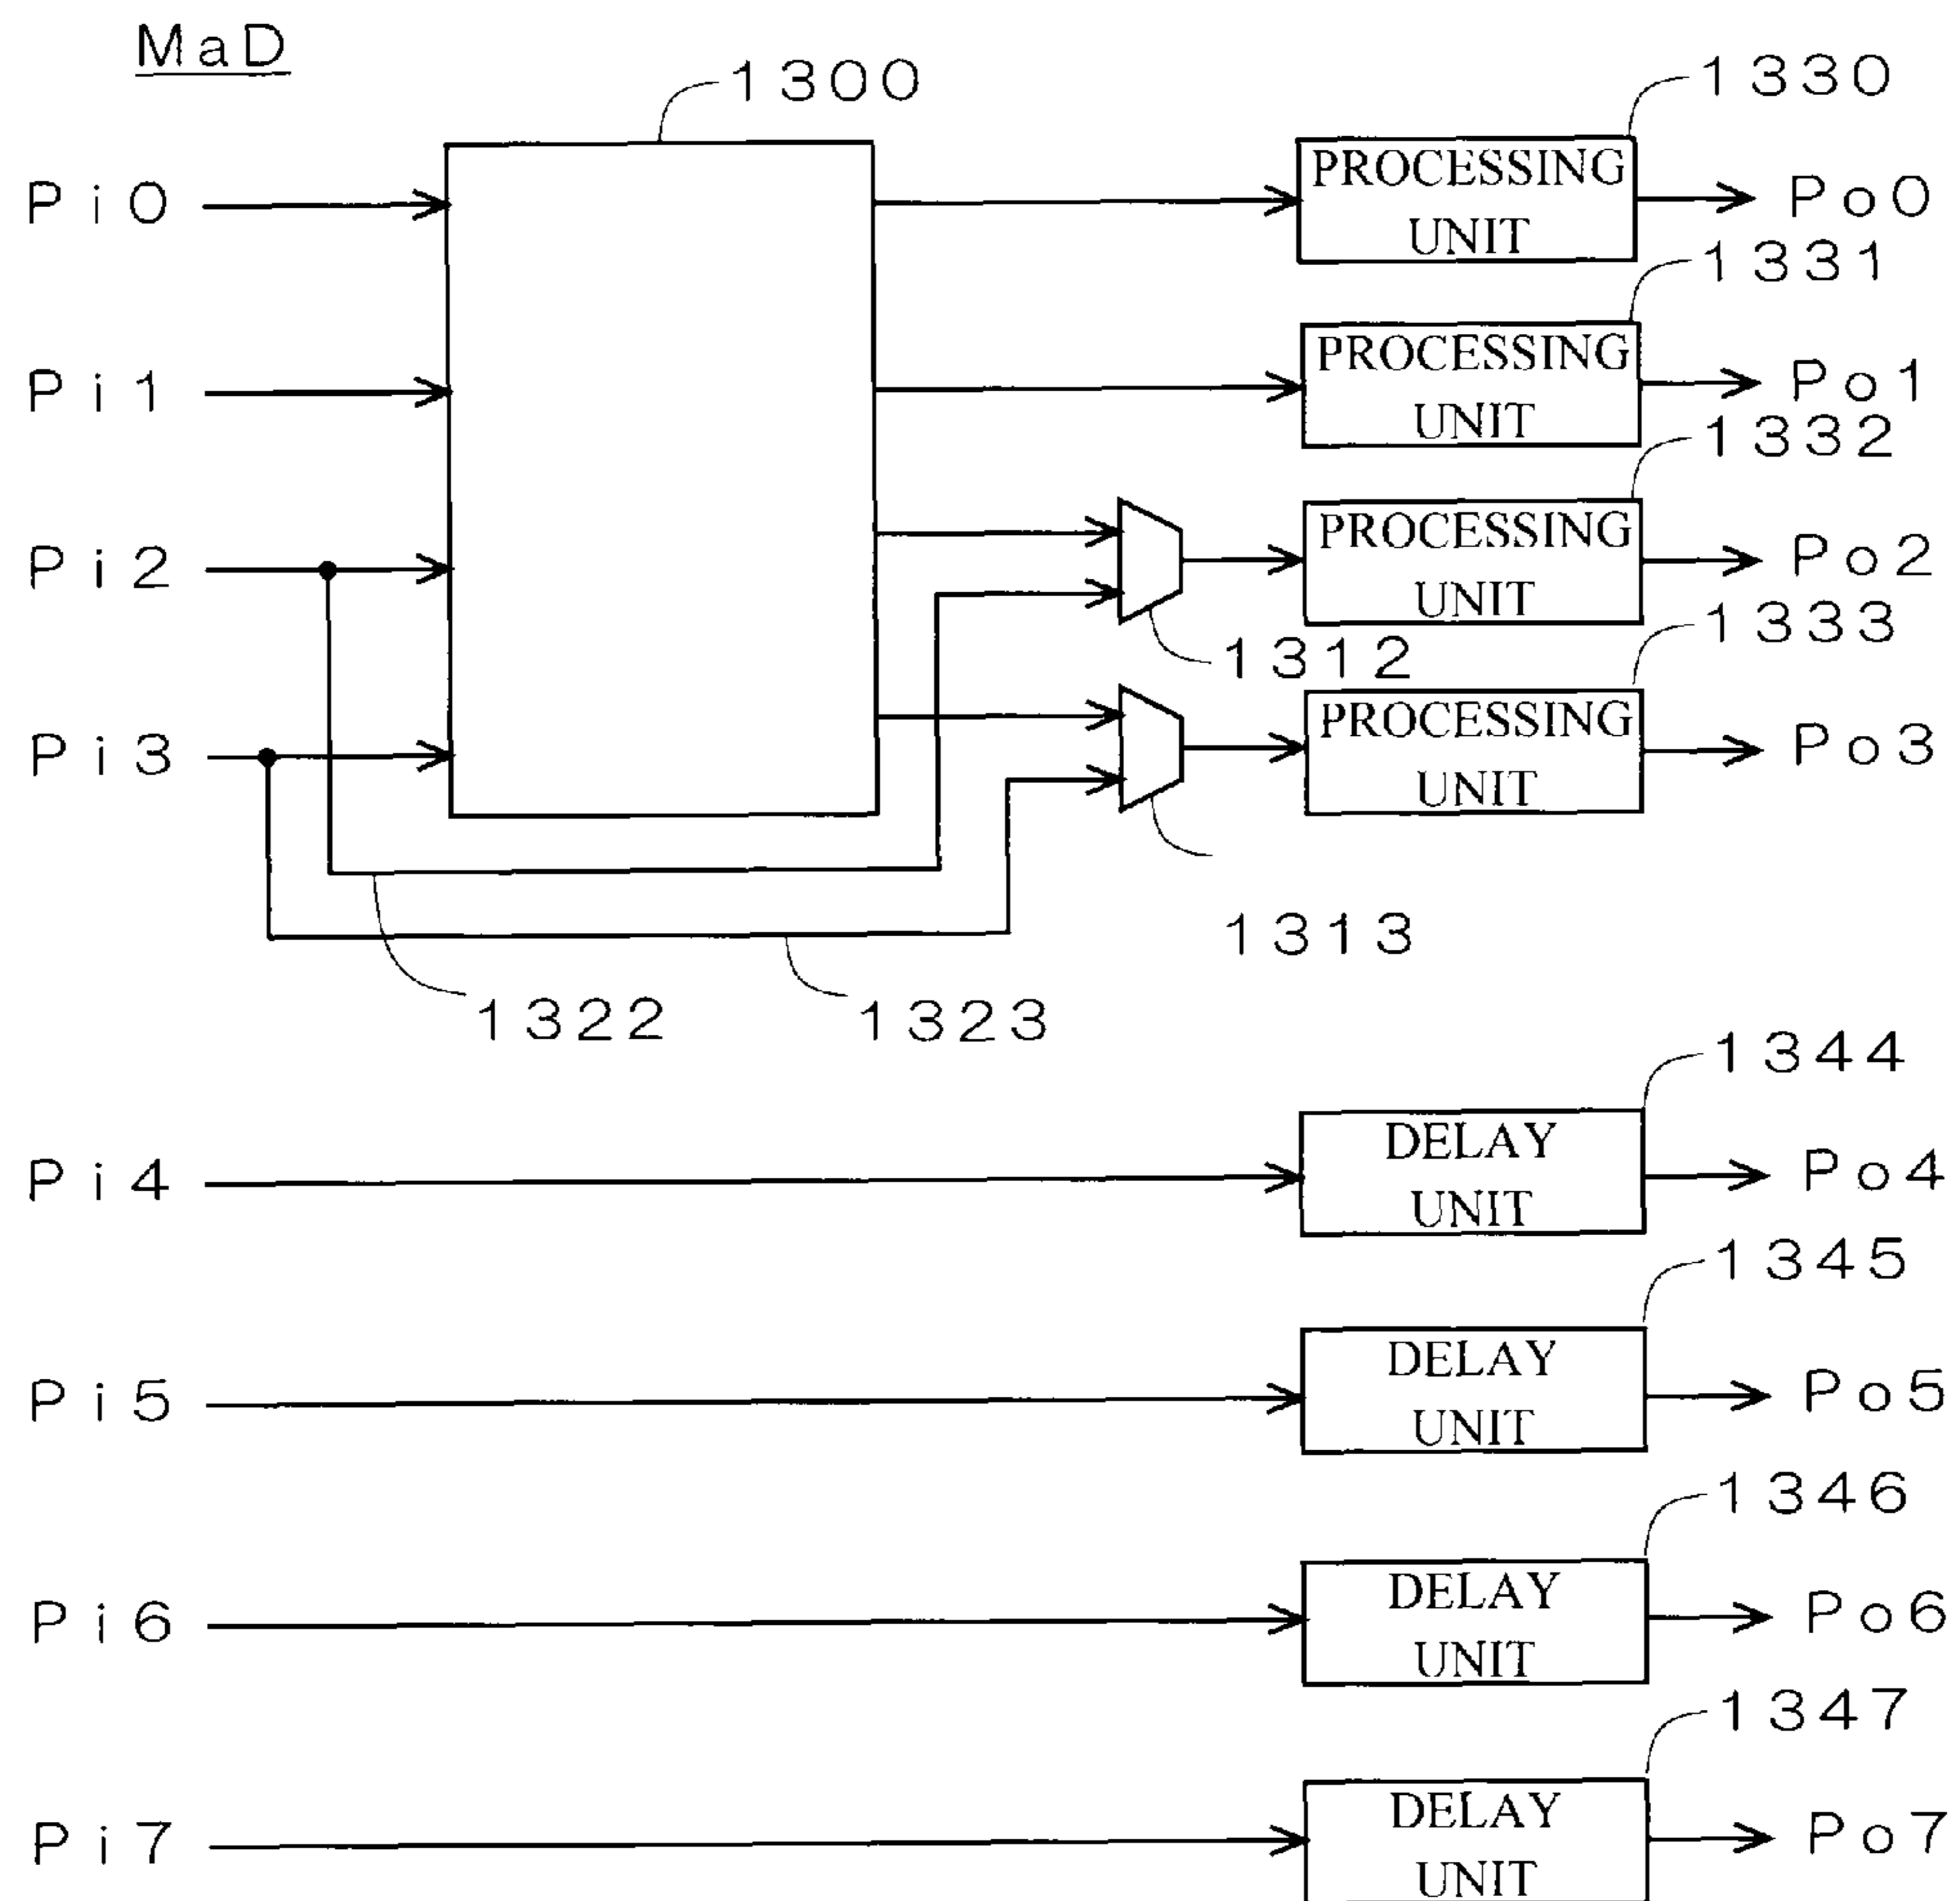 MaD
1300
1330
Pi0
PROCESSING
UNIT
Po0
1331
Pi1
PROCESSING
UNIT
Po1
1332
Pi2
PROCESSING
UNIT
Po2
1312
1333
Pi3
PROCESSING
UNIT
Po3
1313
1322
1323
1344
Pi4
DELAY
UNIT
Po4
1345
Pi5
DELAY
UNIT
Po5
1346
Pi6
DELAY
UNIT
Po6
1347
Pi7
DELAY
UNIT
Po7